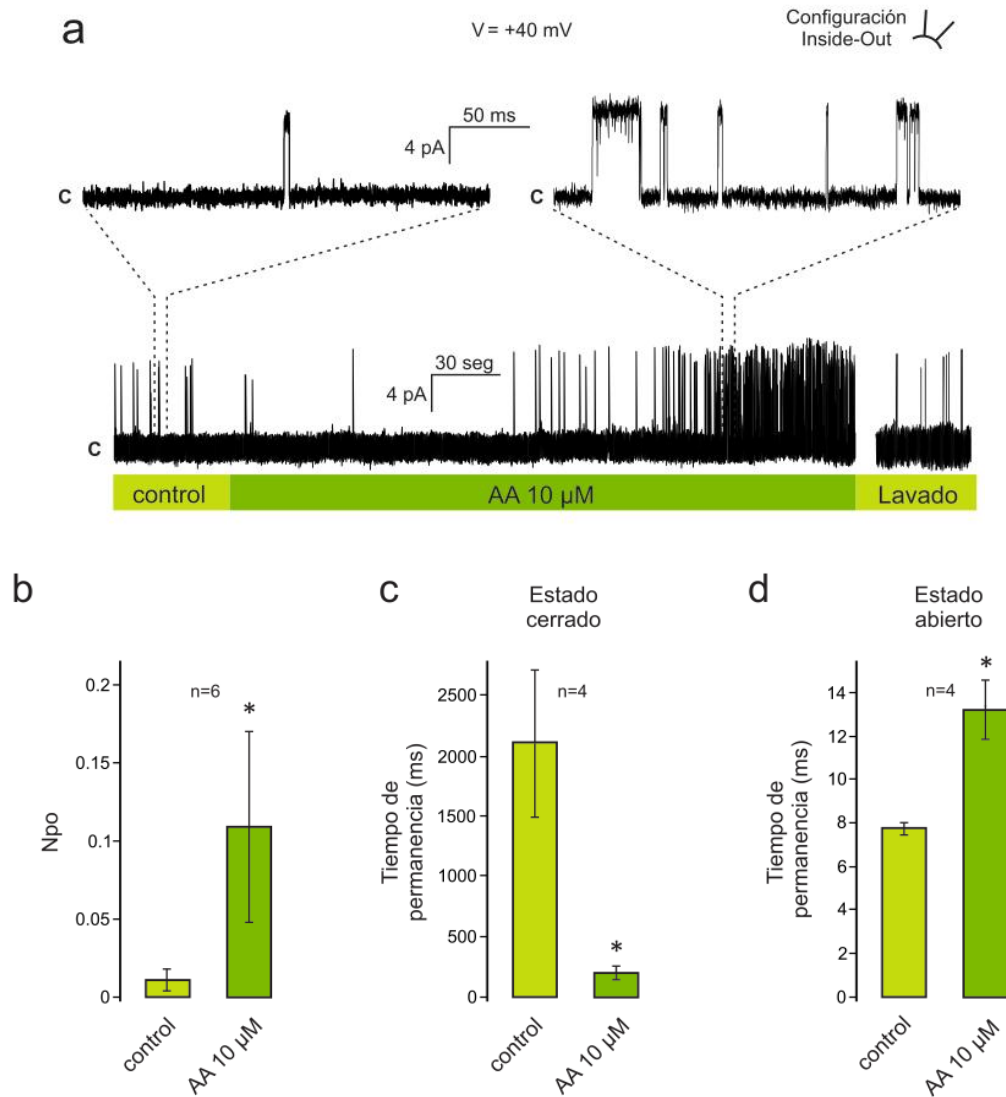 a
V = +40 mV
Configuración
Inside-Out
50 ms
4 pA
c
c
30 seg
4 pA
c
control
AA 10 µM
Lavado
b
n=6
*
Npo
0.2
0.15
0.1
0.05
0
control
AA 10 µM
c
Estado
cerrado
n=4
*
Tiempo de
permanencia (ms)
2500
2000
1500
1000
500
0
control
AA 10 µM
d
Estado
abierto
n=4
*
Tiempo de
permanencia (ms)
14
12
10
8
6
4
2
0
control
AA 10 µM